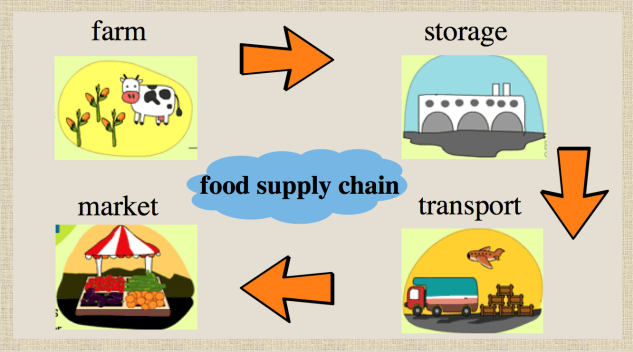 farm
storage
food supply chain
market
transport